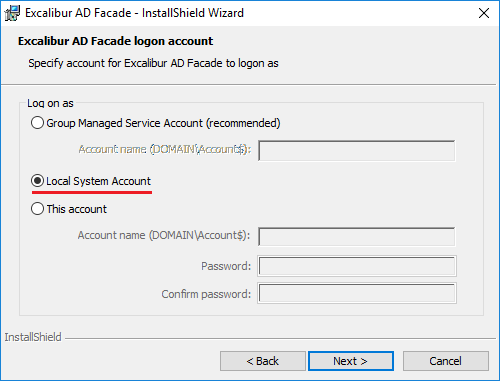 Excalibur AD Facade - InstallShield Wizard
Excalibur AD Facade logon account
Specify account for Excalibur AD Facade to logon as
Log on as
Group Managed Service Account (recommended)
Account name (DOMAIN\Account$):
Local System Account
This account
Account name (DOMAIN\Account$):
Password:
Confirm password:
InstallShield
< Back
Next >
Cancel